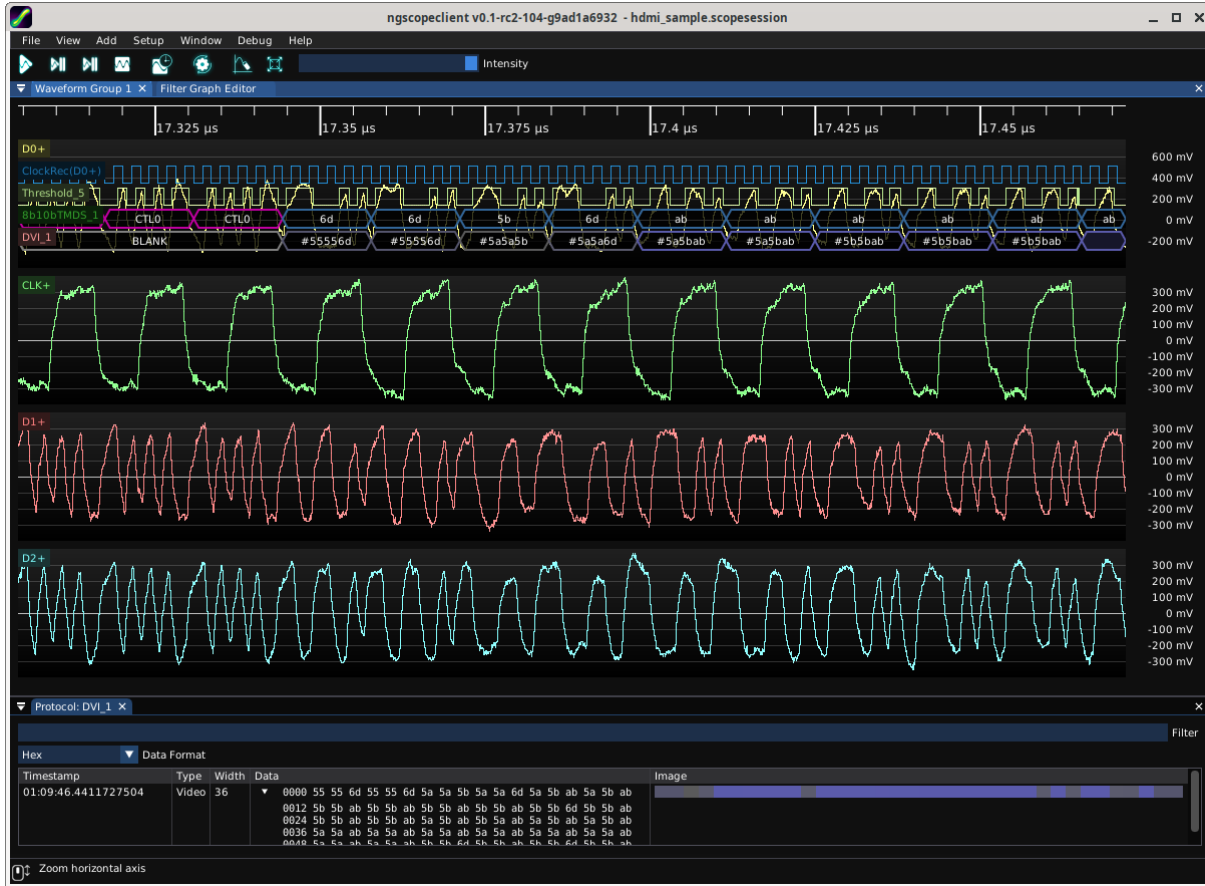 ngscopeclient v0.1-rc2-104-g9ad1a6932 - hdmi_sample.scopesession
File View Add Setup Window Debug Help
Intensity
Waveform Group 1 Filter Graph Editor
17.325 µs 17.35 µs 17.375 µs 17.4 µs 17.425 µs 17.45 µs
D0+
600 mV
ClockRec(D0+)
400 mV
Threshold_5
200 mV
8b10bTMDS_1 CTL0 CTL0 6d 6d 5b 6d ab ab ab ab ab ab
0 mV
DVI_1 BLANK #55556d #55556d #5a5a5b #5a5a6d #5a5bab #5a5bab #5b5bab #5b5bab #5b5bab
-200 mV
CLK+
300 mV
200 mV
100 mV
0 mV
-100 mV
-200 mV
-300 mV
D1+
300 mV
200 mV
100 mV
0 mV
-100 mV
-200 mV
-300 mV
D2+
300 mV
200 mV
100 mV
0 mV
-100 mV
-200 mV
-300 mV
Protocol: DVI_1
Filter
Hex Data Format
Timestamp Type Width Data Image
01:09:46.4411727504 Video 36 0000 55 55 6d 55 55 6d 5a 5a 5b 5a 5a 6d 5a 5b ab 5a 5b ab
0012 5b 5b ab 5b 5b ab 5b 5b ab 5b 5b ab 5b 5b 6d 5b 5b ab
0024 5b 5b ab 5b 5b ab 5b 5b ab 5b 5b ab 5a 5b ab 5a 5b ab
0036 5a 5a ab 5a 5a ab 5a 5a ab 5a 5a ab 5a 5a ab 5a 5a ab
Zoom horizontal axis